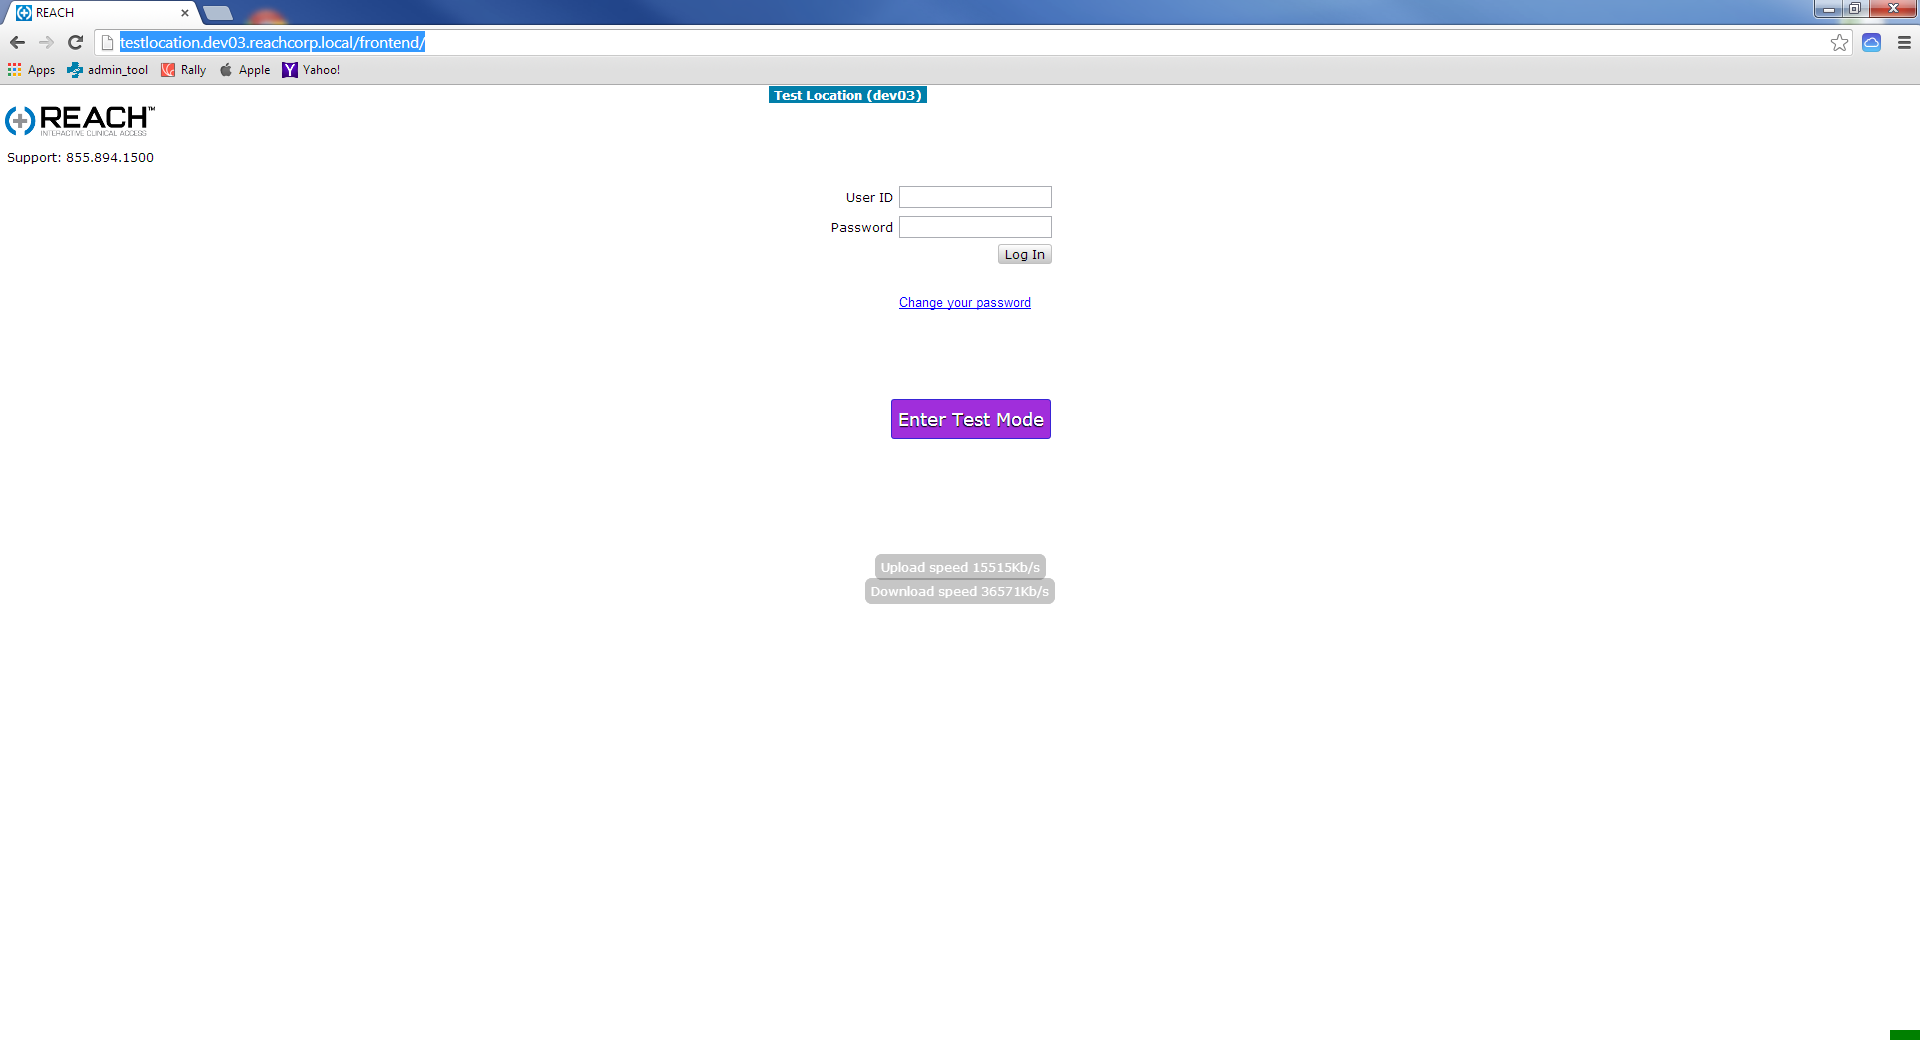 REACH
testlocation.dev03.reachcorp.local/frontend/
Apps admin_tool Rally Apple Yahoo!
Test Location (dev03)
REACH™
INTERACTIVE CLINICAL ACCESS
Support: 855.894.1500
User ID
Password
Log In
Change your password
Enter Test Mode
Upload speed 15515Kb/s
Download speed 36571Kb/s